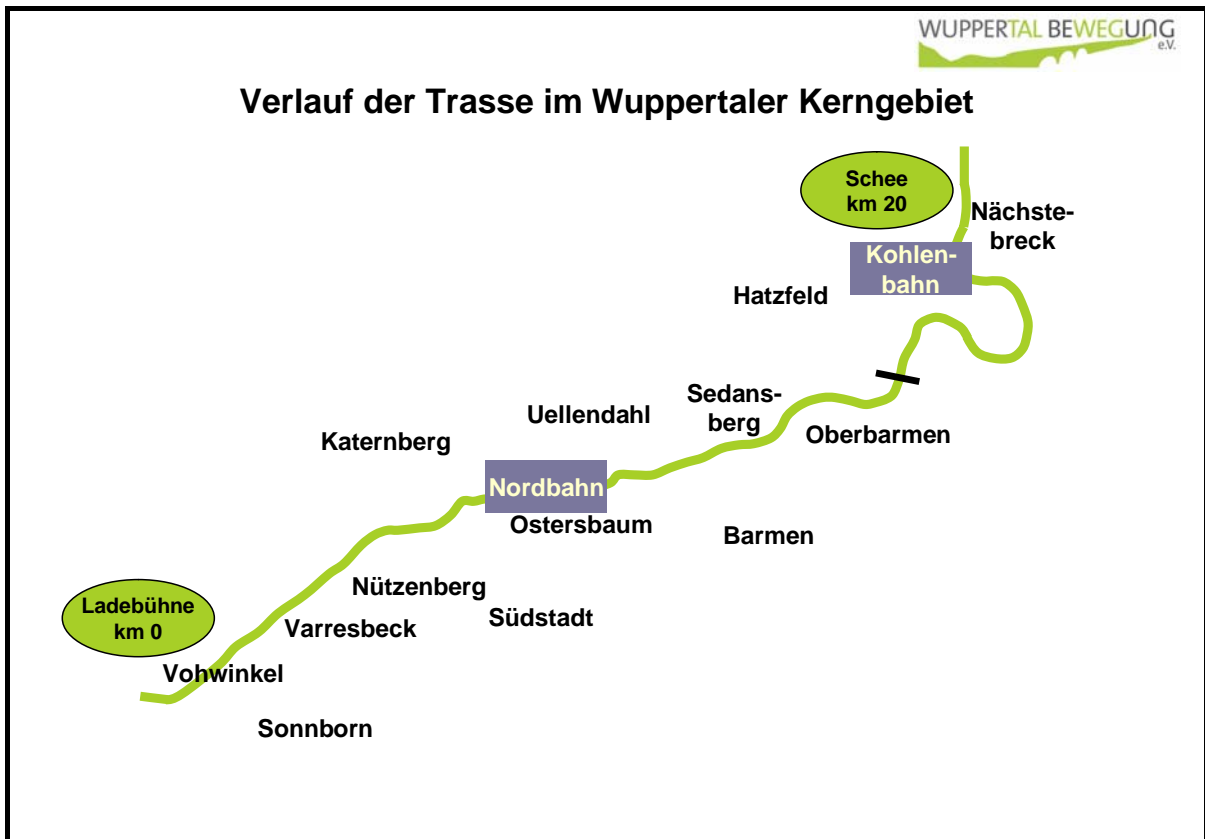 WUPPERTAL BEWEGUNG
e.V.
Verlauf der Trasse im Wuppertaler Kerngebiet
Schee
km 20
Nächste-
breck
Kohlen-
bahn
Hatzfeld
Sedans-
berg
Uellendahl
Oberbarmen
Katernberg
Nordbahn
Ostersbaum
Barmen
Nützenberg
Ladebühne
km 0
Südstadt
Varresbeck
Vohwinkel
Sonnborn